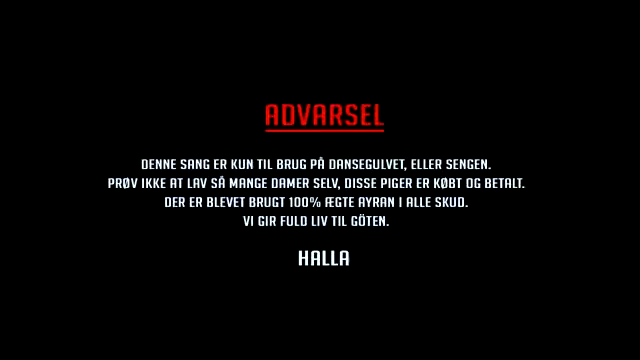 ADVARSEL
DENNE SANG ER KUN TIL BRUG PÅ DANSEGULVET, ELLER SENGEN.
PRØV IKKE AT LAV SÅ MANGE DAMER SELV, DISSE PIGER ER KØBT OG BETALT.
DER ER BLEVET BRUGT 100% ÆGTE AYRAN I ALLE SKUD.
VI GIR FULD LIV TIL GÖTEN.
HALLA